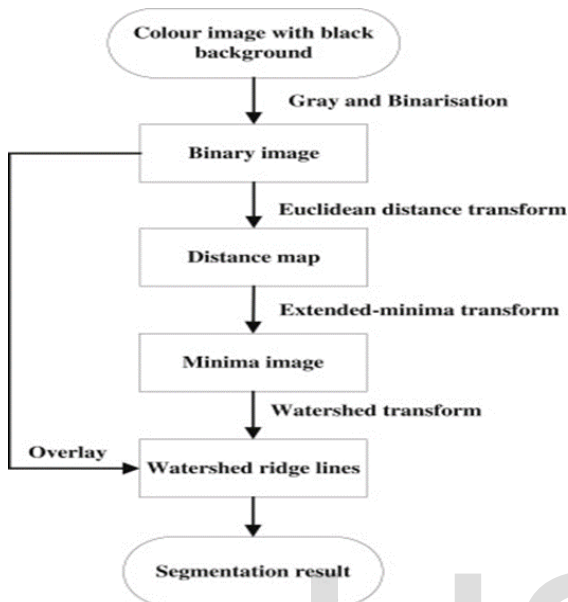 Colour image with black
background
Gray and Binarisation
Binary image
Euclidean distance transform
Distance map
Extended-minima transform
Minima image
Watershed transform
Overlay
Watershed ridge lines
Segmentation result